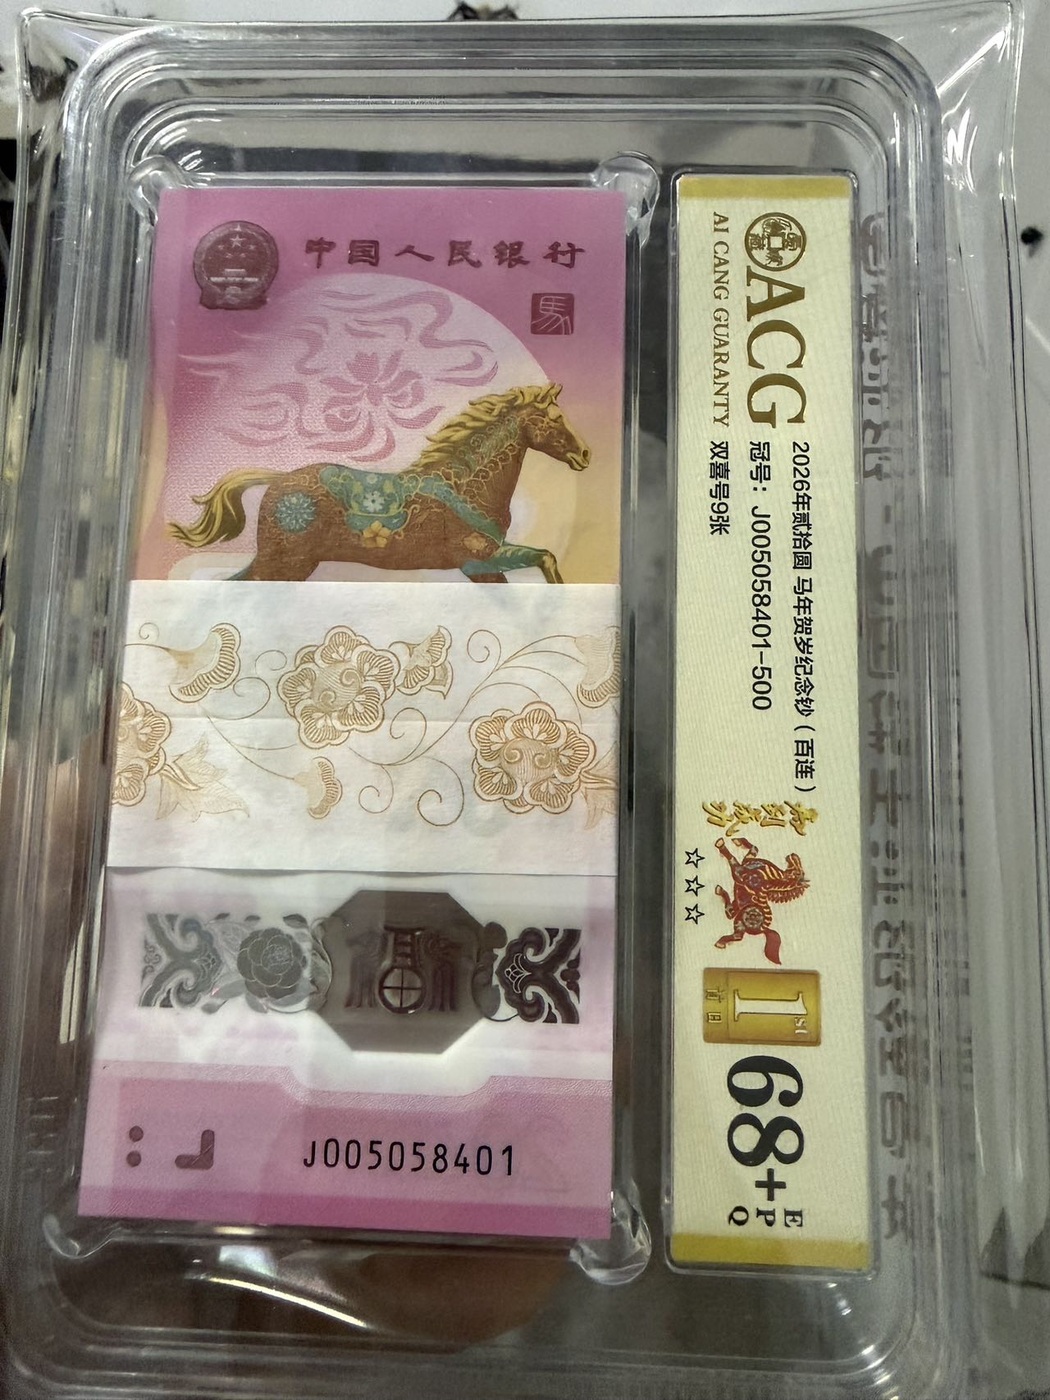 中国人民银行
馬
J005058401
ACG
AI CANG GUARANTY
2026年贰拾圆 马年贺岁纪念钞（百连）
冠号：J005058401-500
双喜号9张
☆☆☆
1ST
首日
68+
E
P
Q